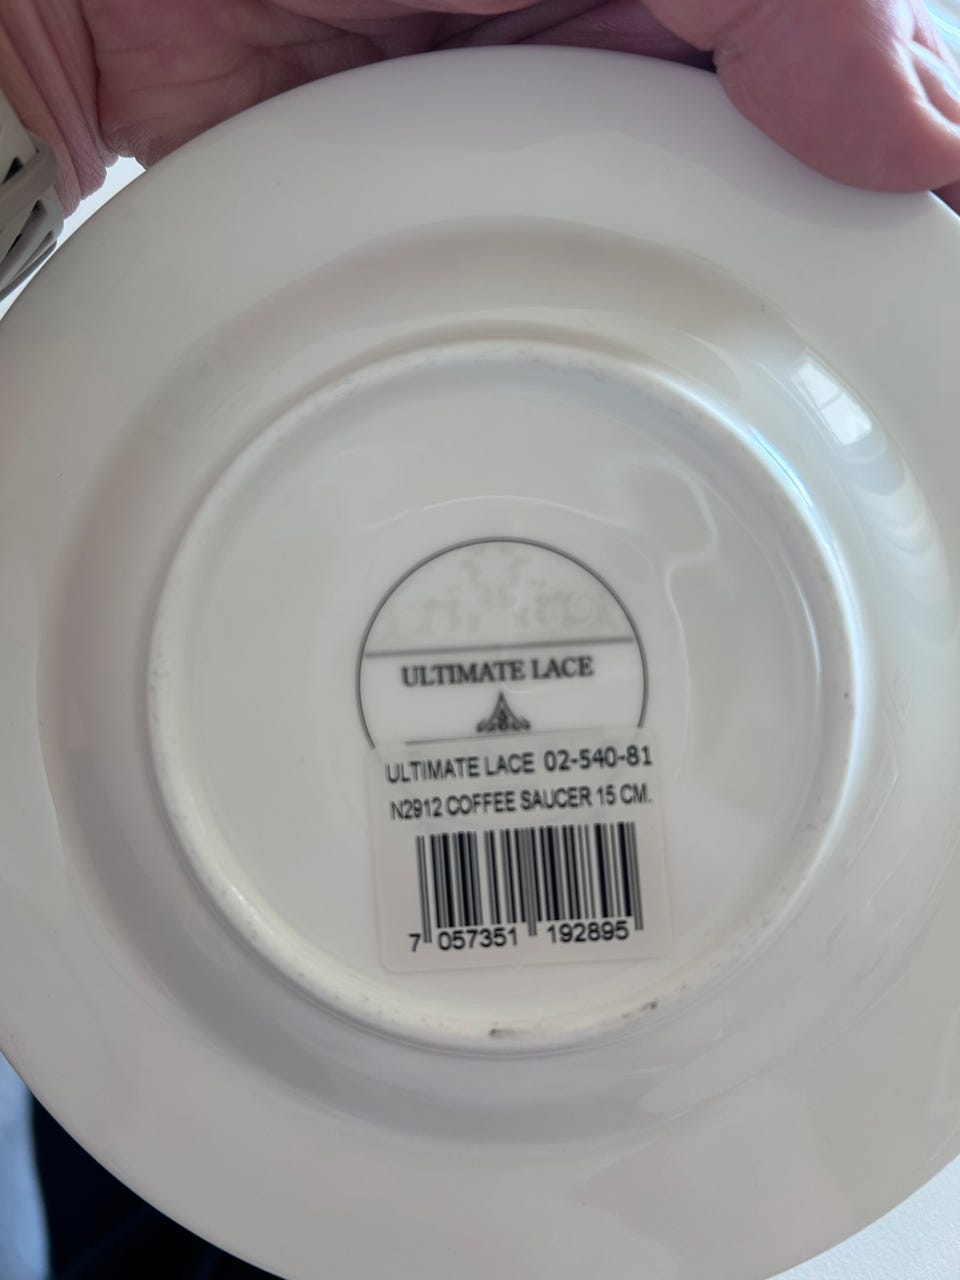 ULTIMATE LACE
ULTIMATE LACE 02-540-81
N2912 COFFEE SAUCER 15 CM.
7 057351 192895